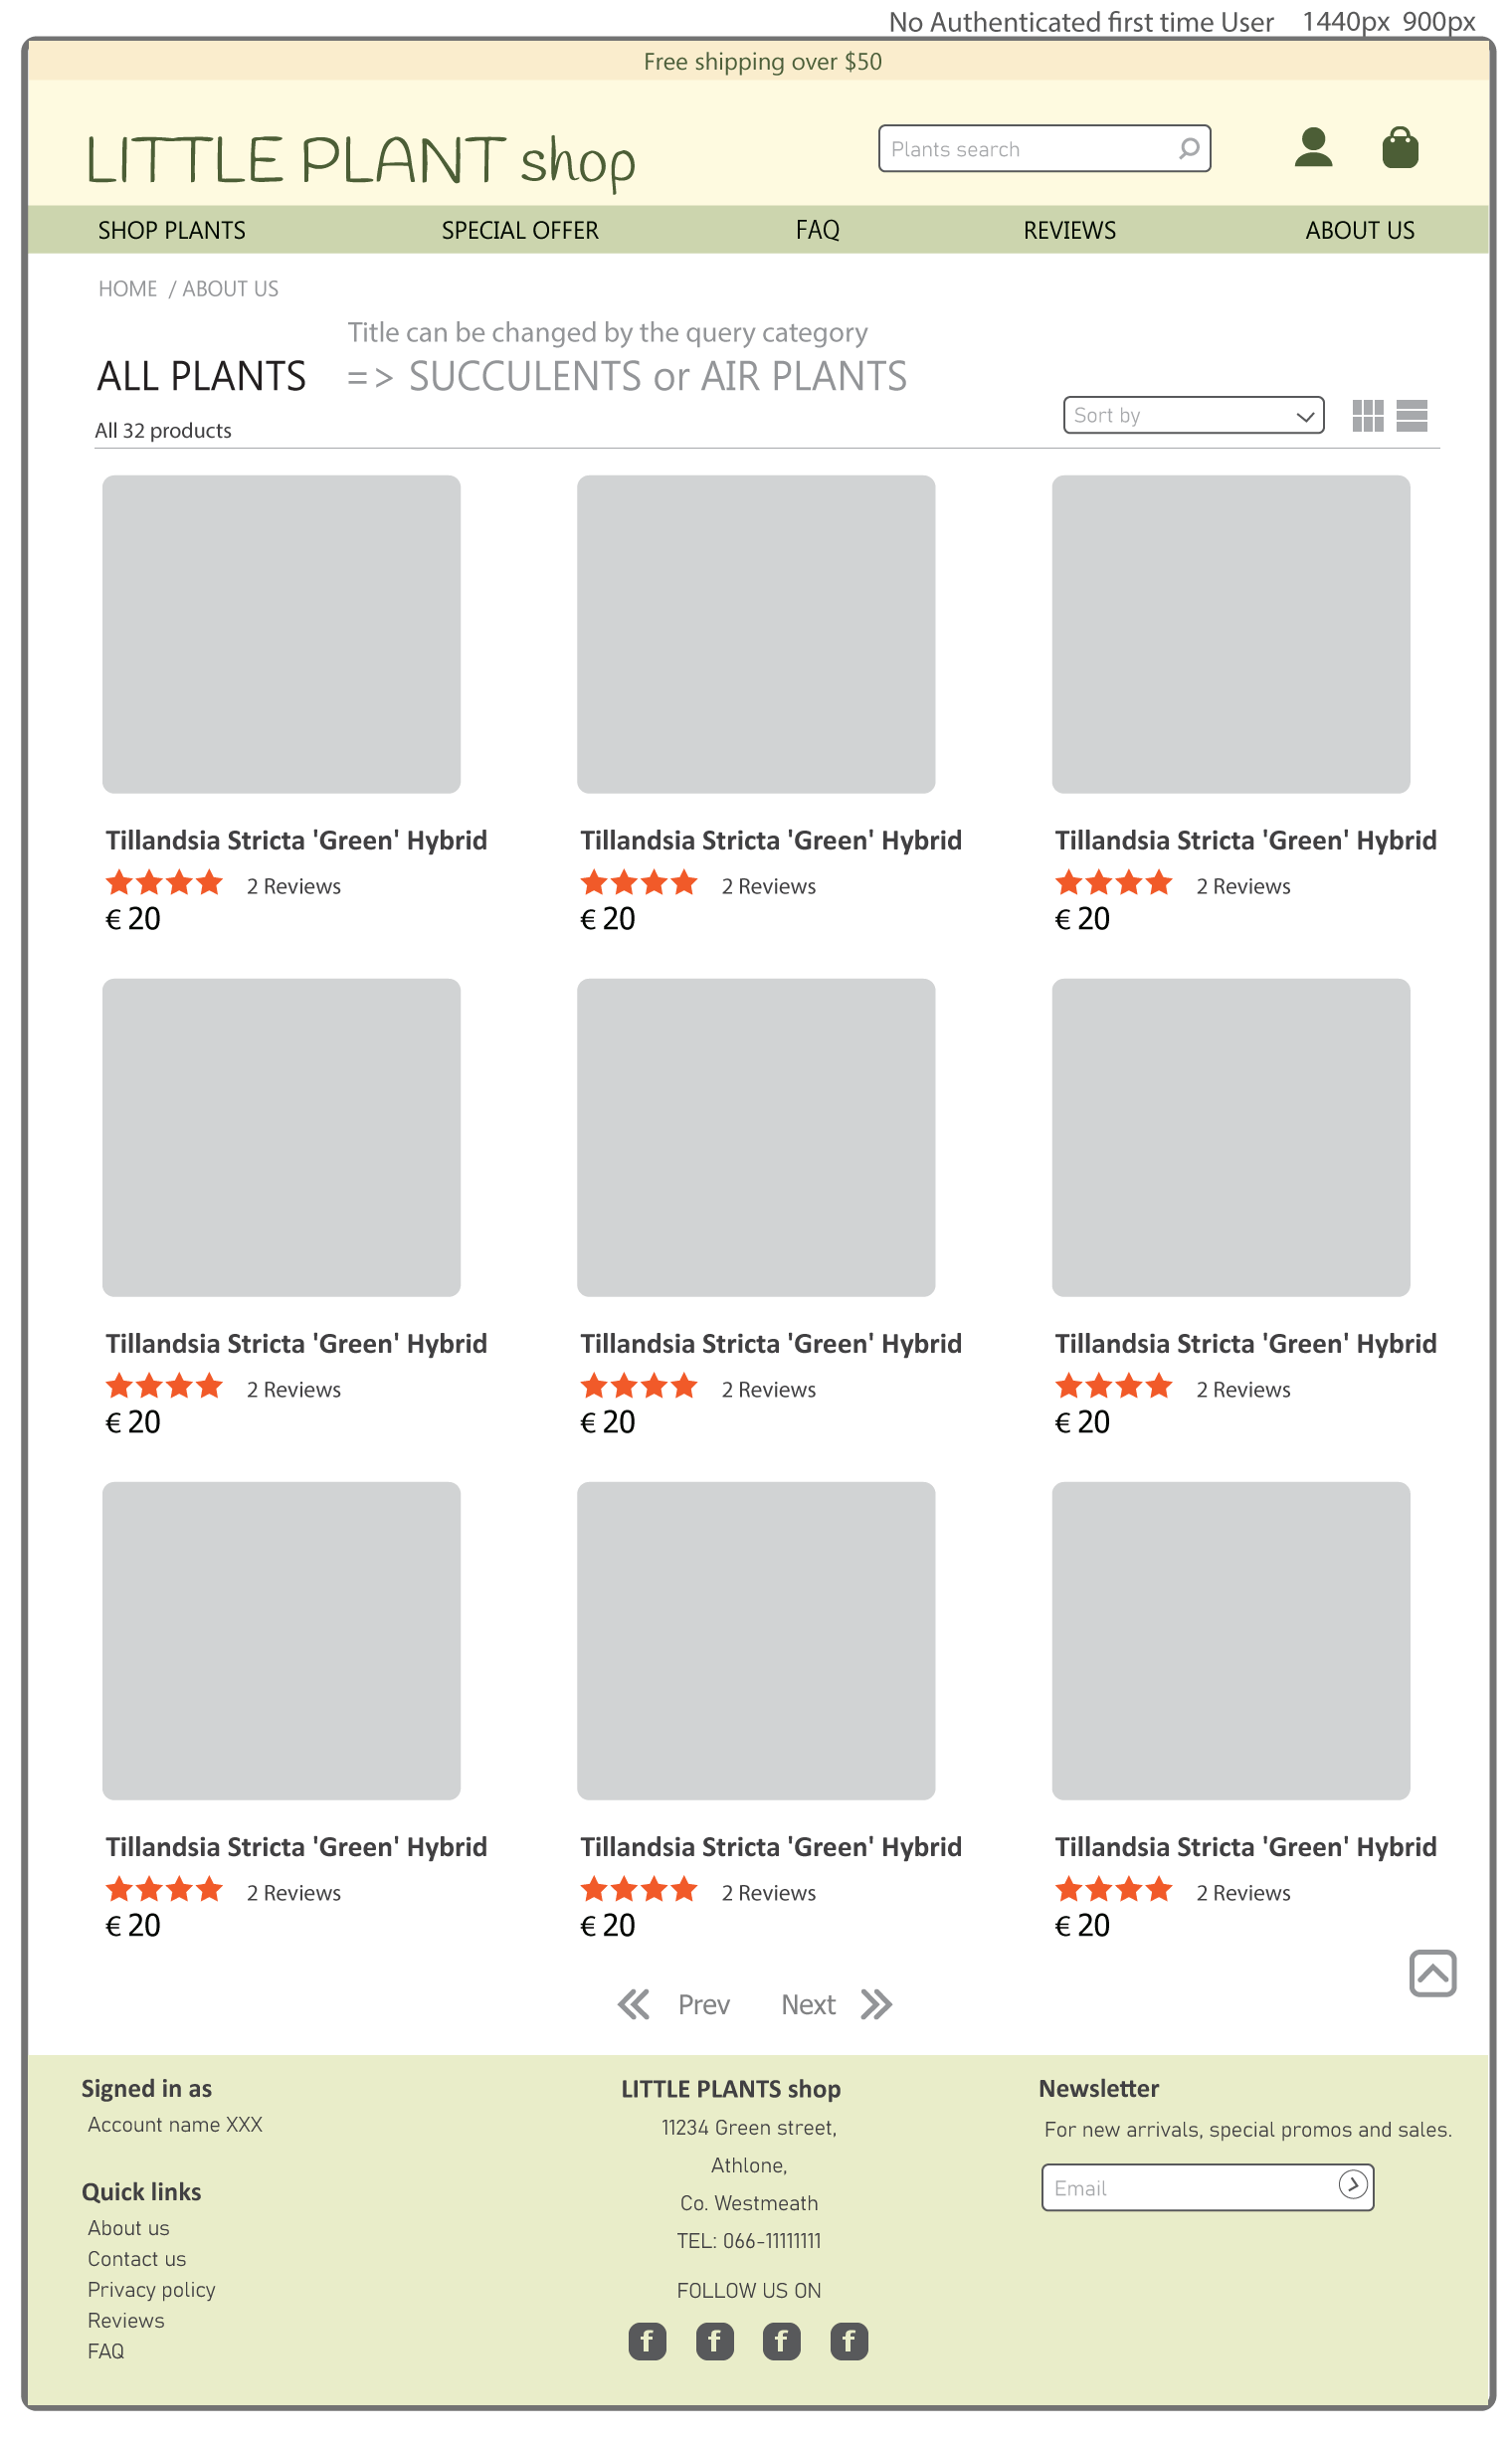 No Authenticated first time User 1440px 900px
Free shipping over $50
LITTLE PLANT shop
Plants search
SHOP PLANTS SPECIAL OFFER FAQ REVIEWS ABOUT US
HOME / ABOUT US
Title can be changed by the query category
ALL PLANTS => SUCCULENTS or AIR PLANTS
All 32 products
Sort by
Tillandsia Stricta 'Green' Hybrid Tillandsia Stricta 'Green' Hybrid Tillandsia Stricta 'Green' Hybrid
2 Reviews 2 Reviews 2 Reviews
€ 20 € 20 € 20
Tillandsia Stricta 'Green' Hybrid Tillandsia Stricta 'Green' Hybrid Tillandsia Stricta 'Green' Hybrid
2 Reviews 2 Reviews 2 Reviews
€ 20 € 20 € 20
Tillandsia Stricta 'Green' Hybrid Tillandsia Stricta 'Green' Hybrid Tillandsia Stricta 'Green' Hybrid
2 Reviews 2 Reviews 2 Reviews
€ 20 € 20 € 20
Prev Next
Signed in as
Account name XXX
Quick links
About us
Contact us
Privacy policy
Reviews
FAQ
LITTLE PLANTS shop
11234 Green street,
Athlone,
Co. Westmeath
TEL: 066-11111111
FOLLOW US ON
f f f f
Newsletter
For new arrivals, special promos and sales.
Email